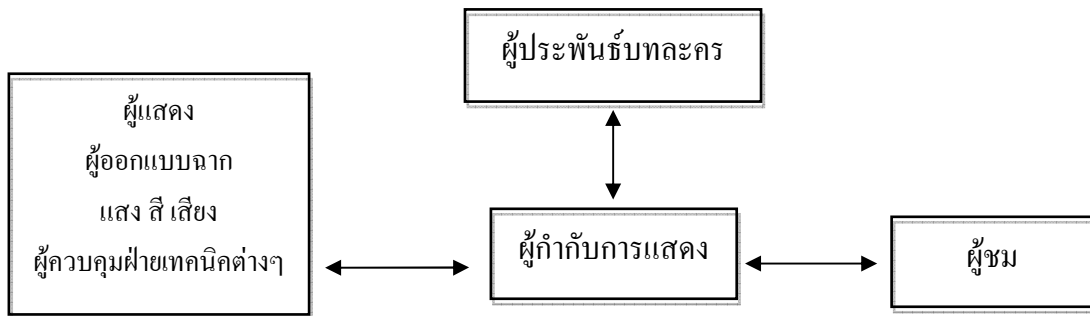 ผู้ประพันธ์บทละคร
ผู้แสดง
ผู้ออกแบบฉาก
แสง สี เสียง
ผู้ควบคุมฝ่ายเทคนิคต่างๆ
ผู้กำกับการแสดง
ผู้ชม